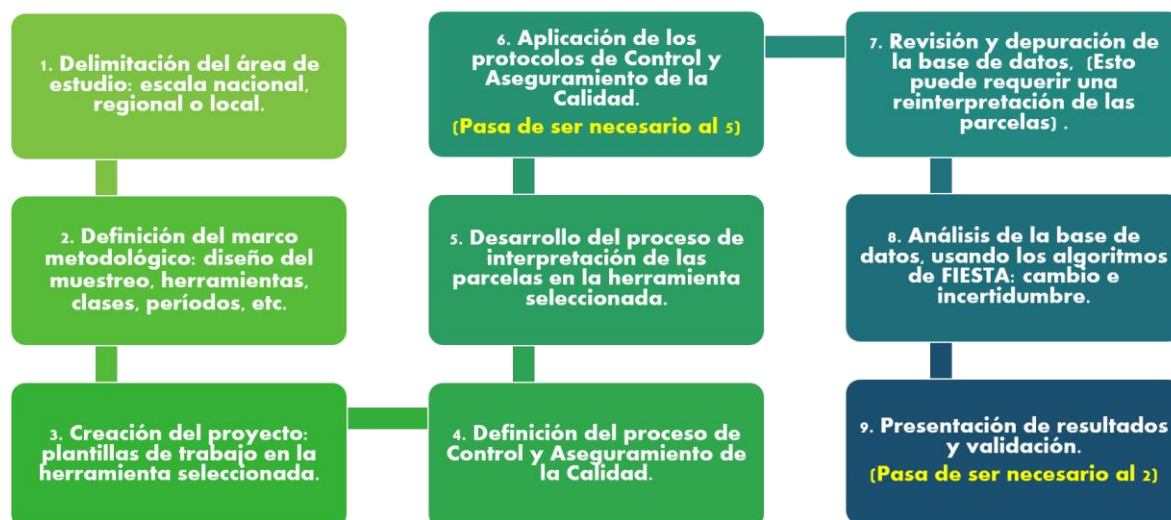 1. Delimitación del área de
estudio: escala nacional,
regional o local.
2. Definición del marco
metodológico: diseño del
muestreo, herramientas,
clases, períodos, etc.
3. Creación del proyecto:
plantillas de trabajo en la
herramienta seleccionada.
4. Definición del proceso de
Control y Aseguramiento de
la Calidad.
5. Desarrollo del proceso de
interpretación de las
parcelas en la herramienta
seleccionada.
6. Aplicación de los
protocolos de Control y
Aseguramiento de la
Calidad.
(Pasa de ser necesario al 5)
7. Revisión y depuración de
la base de datos, (Esto
puede requerir una
reinterpretación de las
parcelas) .
8. Análisis de la base de
datos, usando los algoritmos
de FIESTA: cambio e
incertidumbre.
9. Presentación de resultados
y validación.
(Pasa de ser necesario al 2)